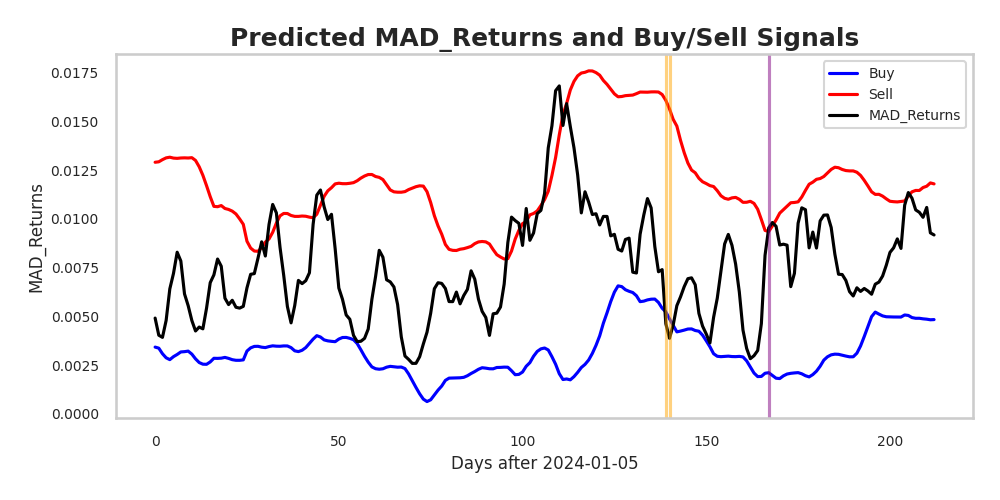 Predicted MAD_Returns and Buy/Sell Signals
MAD_Returns
0.0175
0.0150
0.0125
0.0100
0.0075
0.0050
0.0025
0.0000
Buy
Sell
MAD_Returns
0 50 100 150 200
Days after 2024-01-05